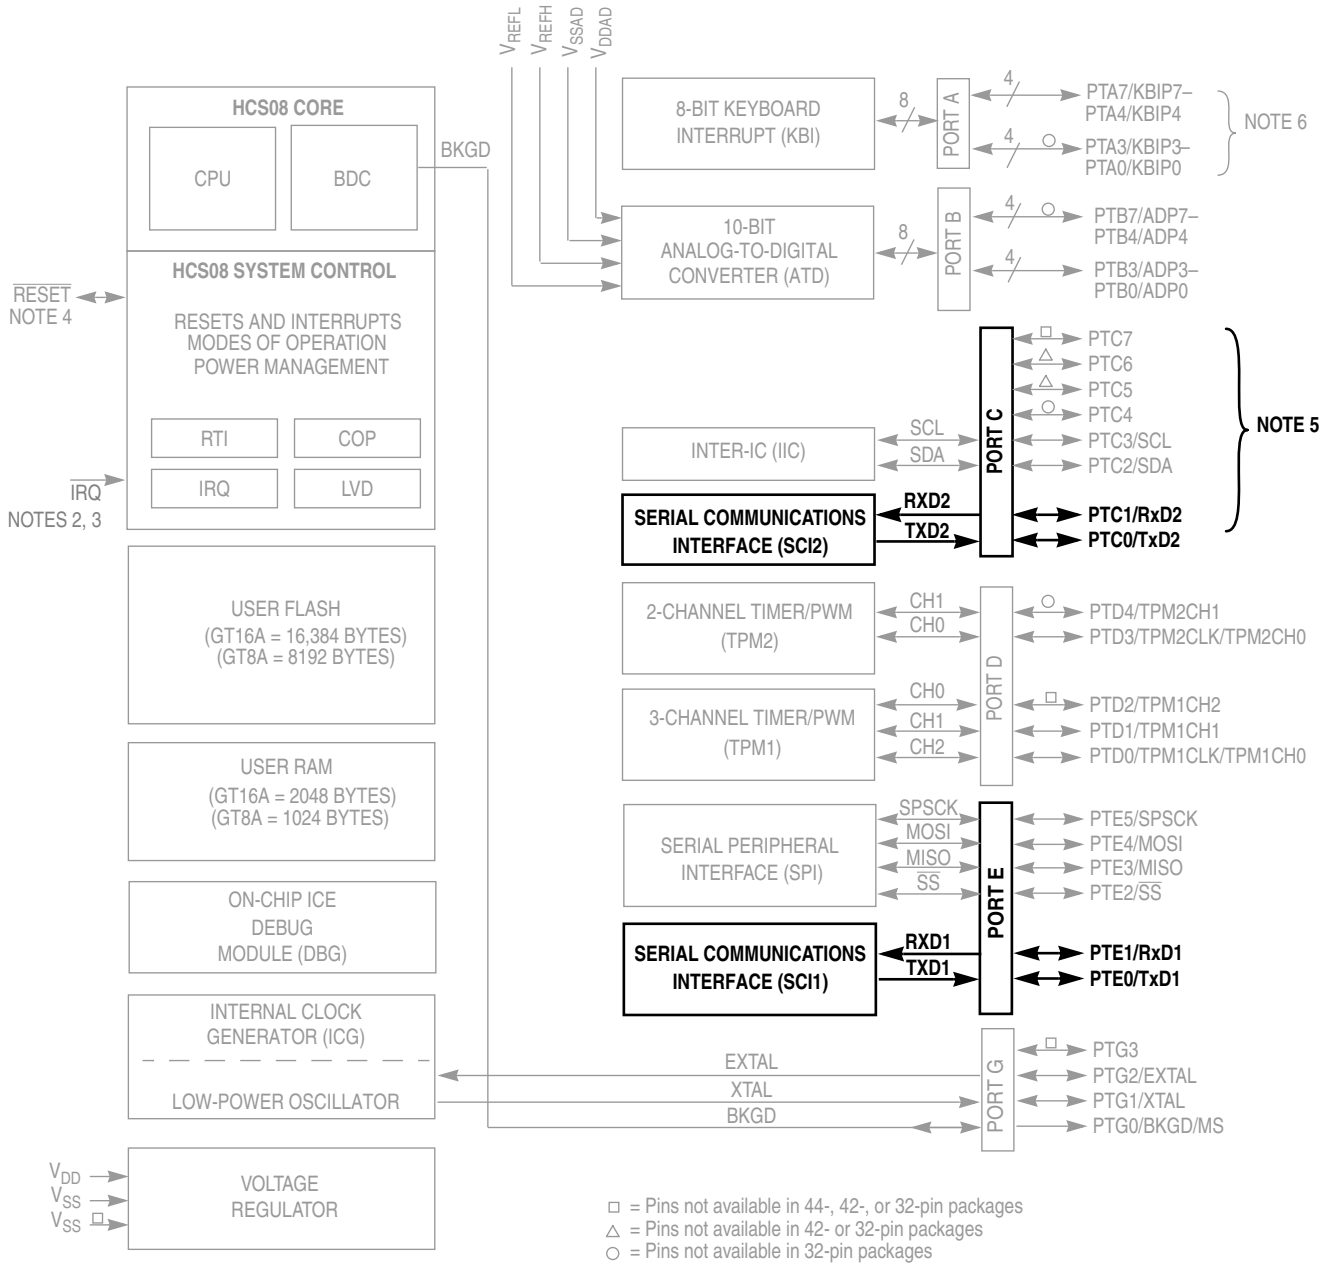 VREFL
VREFH
VSSAD
VDDAD
HCS08 CORE
CPU
BDC
BKGD
HCS08 SYSTEM CONTROL
RESETS AND INTERRUPTS
MODES OF OPERATION
POWER MANAGEMENT
RTI
COP
IRQ
LVD
RESET
NOTE 4
IRQ
NOTES 2, 3
USER FLASH
(GT16A = 16,384 BYTES)
(GT8A = 8192 BYTES)
USER RAM
(GT16A = 2048 BYTES)
(GT8A = 1024 BYTES)
ON-CHIP ICE
DEBUG
MODULE (DBG)
INTERNAL CLOCK
GENERATOR (ICG)
LOW-POWER OSCILLATOR
VDD
VSS
VSS
VOLTAGE
REGULATOR
8-BIT KEYBOARD
INTERRUPT (KBI)
8
PORT A
4
PTA7/KBIP7–
PTA4/KBIP4
4
PTA3/KBIP3–
PTA0/KBIP0
NOTE 6
10-BIT
ANALOG-TO-DIGITAL
CONVERTER (ATD)
8
PORT B
4
PTB7/ADP7–
PTB4/ADP4
4
PTB3/ADP3–
PTB0/ADP0
INTER-IC (IIC)
SCL
SDA
PORT C
PTC7
PTC6
PTC5
PTC4
PTC3/SCL
PTC2/SDA
NOTE 5
SERIAL COMMUNICATIONS
INTERFACE (SCI2)
RXD2
TXD2
PTC1/RxD2
PTC0/TxD2
2-CHANNEL TIMER/PWM
(TPM2)
CH1
CH0
PORT D
PTD4/TPM2CH1
PTD3/TPM2CLK/TPM2CH0
3-CHANNEL TIMER/PWM
(TPM1)
CH0
CH1
CH2
PTD2/TPM1CH2
PTD1/TPM1CH1
PTD0/TPM1CLK/TPM1CH0
SERIAL PERIPHERAL
INTERFACE (SPI)
SPSCK
MOSI
MISO
SS
PORT E
PTE5/SPSCK
PTE4/MOSI
PTE3/MISO
PTE2/SS
SERIAL COMMUNICATIONS
INTERFACE (SCI1)
RXD1
TXD1
PTE1/RxD1
PTE0/TxD1
EXTAL
XTAL
BKGD
PORT G
PTG3
PTG2/EXTAL
PTG1/XTAL
PTG0/BKGD/MS
□ = Pins not available in 44-, 42-, or 32-pin packages
△ = Pins not available in 42- or 32-pin packages
○ = Pins not available in 32-pin packages